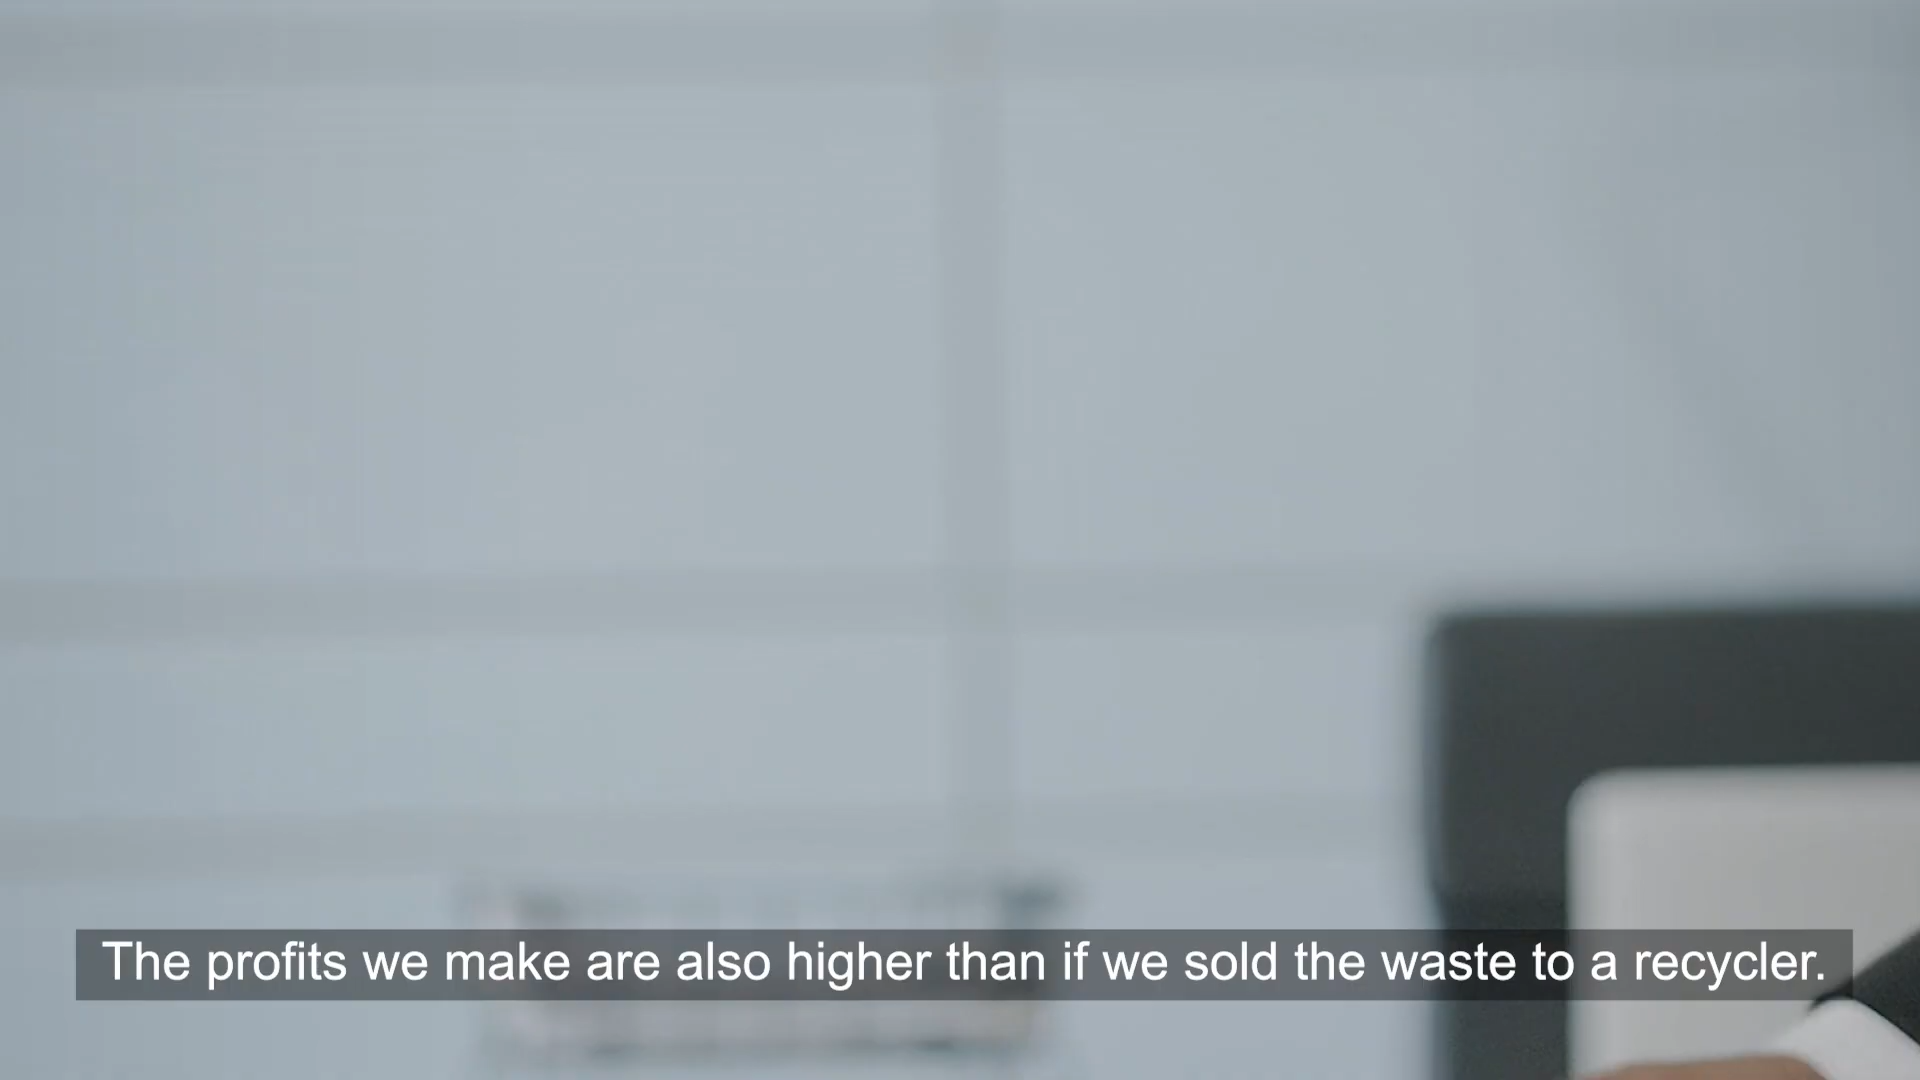 The profits we make are also higher than if we sold the waste to a recycler.